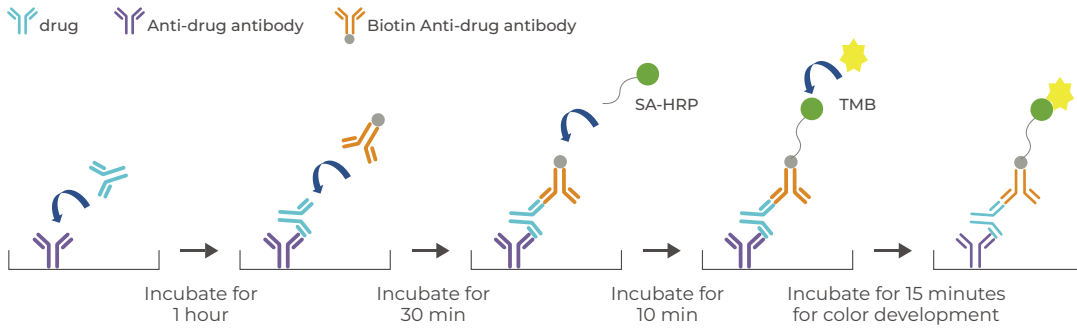 drug
Anti-drug antibody
Biotin Anti-drug antibody
SA-HRP
TMB
Incubate for
1 hour
Incubate for
30 min
Incubate for
10 min
Incubate for 15 minutes
for color development